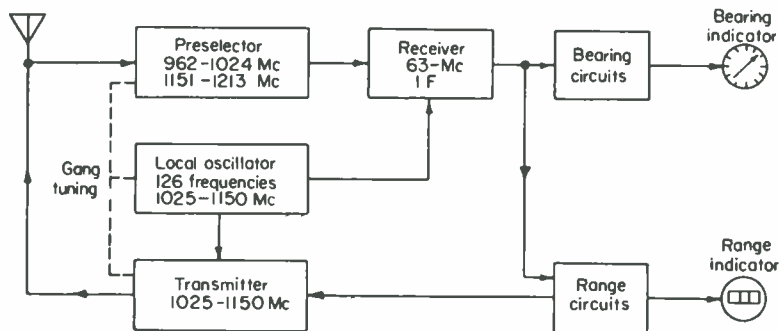 Bearing
indicator
Preselector
962-1024 Mc
1151-1213 Mc
Receiver
63-Mc
1 F
Bearing
circuits
Gang
tuning
Local oscillator
126 frequencies
1025-1150 Mc
Range
indicator
Transmitter
1025-1150 Mc
Range
circuits